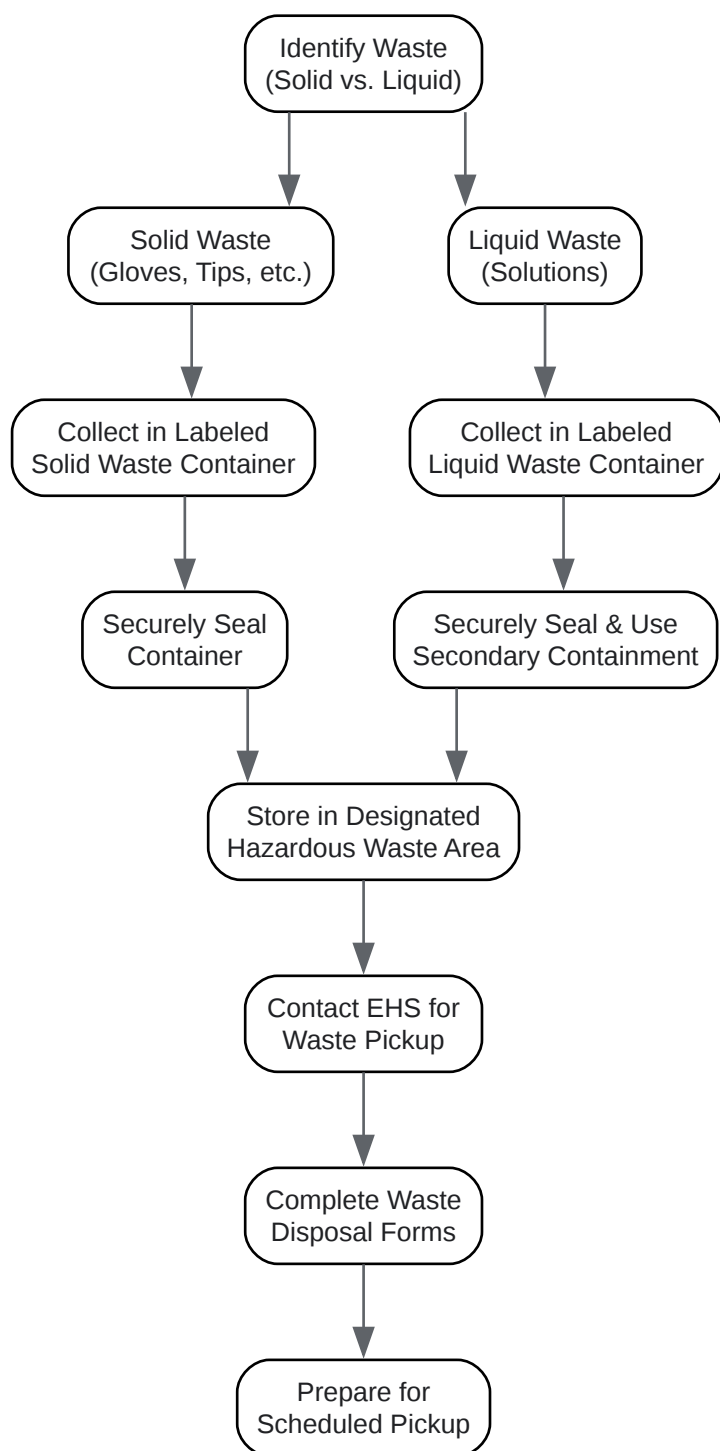 Identify Waste
(Solid vs. Liquid)
Solid Waste
(Gloves, Tips, etc.)
Liquid Waste
(Solutions)
Collect in Labeled
Solid Waste Container
Collect in Labeled
Liquid Waste Container
Securely Seal
Container
Securely Seal & Use
Secondary Containment
Store in Designated
Hazardous Waste Area
Contact EHS for
Waste Pickup
Complete Waste
Disposal Forms
Prepare for
Scheduled Pickup